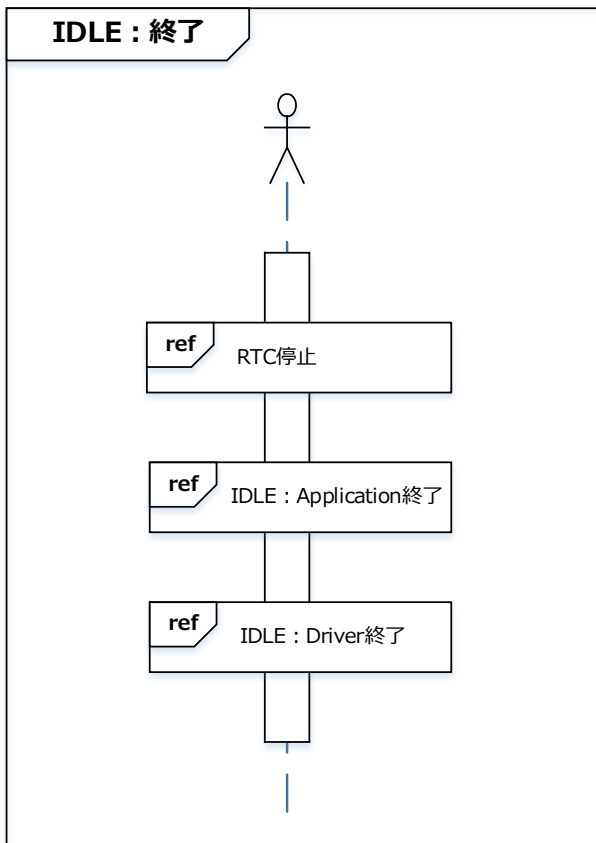 IDLE：終了
ref
RTC停止
ref
IDLE：Application終了
ref
IDLE：Driver終了